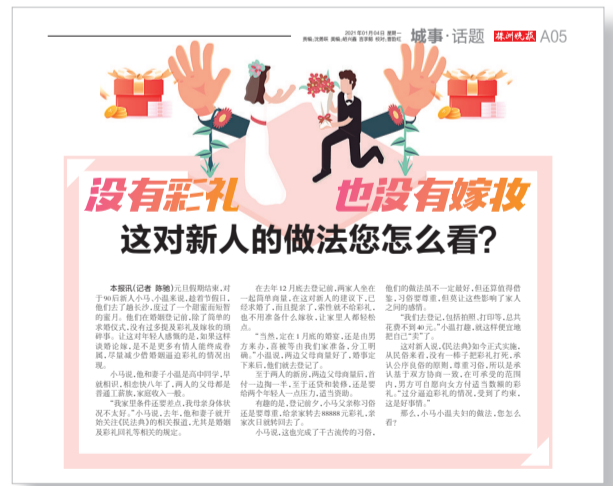 2021年01月04日 星期一
城事·话题
株洲晚报
A05
没有彩礼 也没有嫁妆
这对新人的做法您怎么看?
本报讯(记者 陈驰)元旦假期结束,对
于90后新人小马、小温来说,趁着节假日,
他们去了趟长沙,度过了一个甜蜜而短暂
的蜜月。他们在婚姻登记前,除了简单的
求婚仪式,没有过多提及彩礼及嫁妆的琐
碎事。让这对年轻人感慨的是,如果这样
谈婚论嫁,是不是更多有情人能终成眷
属,尽量减少借婚姻逼迫彩礼的情况出
现。
小马说,他和妻子小温是高中同学,早
就相识,相恋快八年了,两人的父母都是
普通工薪族,家庭收入一般。
“我家里条件还要差点,我母亲身体状
况不大好。”小马说,去年,他和妻子就开
始关注《民法典》的相关报道,尤其是婚姻
及彩礼回礼等相关的规定。
在去年12月底去登记前,两家人坐在
一起简单商量,在这对新人的建议下,已
经求婚了,而且提亲了,索性就不给彩礼,
也不用准备什么嫁妆,让家里人都轻松
点。
“当然,定在1月底的婚宴,还是由男
方来办,喜被等由我们家准备,分工明
确。”小温说,两边父母商量好了,婚事定
下来后,他们就去登记了。
至于两人的新房,两边父母商量后,首
付一边掏一半,至于还贷和装修,还是要
给两个年轻人一点压力,适当资助。
有趣的是,登记前夕,小马父亲称习俗
还是要尊重,给亲家转去88888元彩礼,亲
家次日就转回去了。
小马说,这也完成了千古流传的习俗,
他们的做法虽不一定最好,但还算值得借
鉴,习俗要尊重,但莫让这些影响了家人
之间的感情。
“我们去登记,包括拍照、打印等,总共
花费不到40元。”小温打趣,就这样便宜地
把自己“卖”了。
这对新人说,《民法典》如今正式实施,
从民俗来看,没有一棒子把彩礼打死,承
认公序良俗的原则,尊重习俗,所以是承
认基于双方协商一致,在可承受的范围
内,男方可自愿向女方付适当数额的彩
礼。“过分逼迫彩礼的情况,受到了约束,
这是好事情。”
那么,小马小温夫妇的做法,您怎么
看?